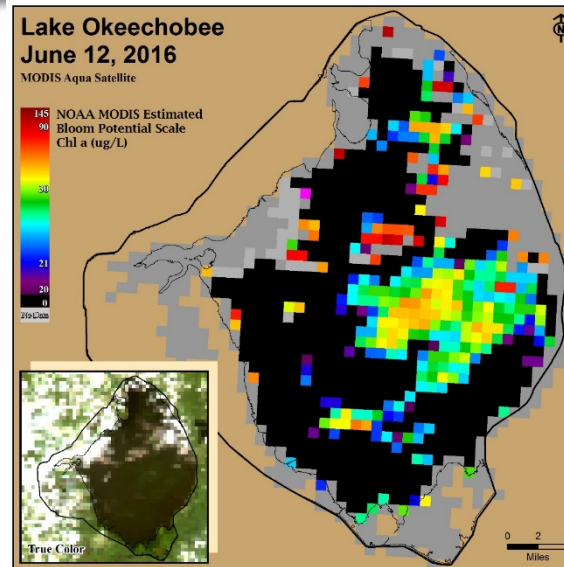 Lake Okeechobee
June 12, 2016
MODIS Aqua Satellite
NOAA MODIS Estimated
Bloom Potential Scale
Chl a (ug/L)
145
90
30
21
20
0
No Data
N
True Color
0 2
Miles